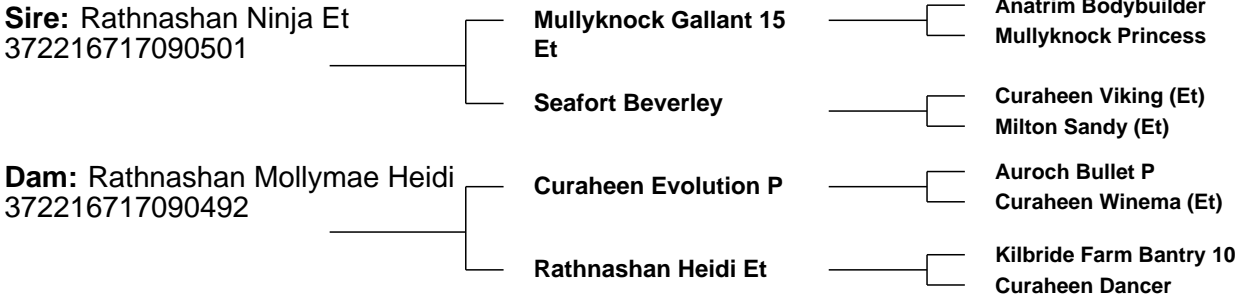 Sire: Rathnashan Ninja Et
372216717090501
Mullyknock Gallant 15
Et
Anatrim Bodybuilder
Mullyknock Princess
Seafort Beverley
Curaheen Viking (Et)
Milton Sandy (Et)
Dam: Rathnashan Mollymae Heidi
372216717090492
Curaheen Evolution P
Auroch Bullet P
Curaheen Winema (Et)
Rathnashan Heidi Et
Kilbride Farm Bantry 10
Curaheen Dancer